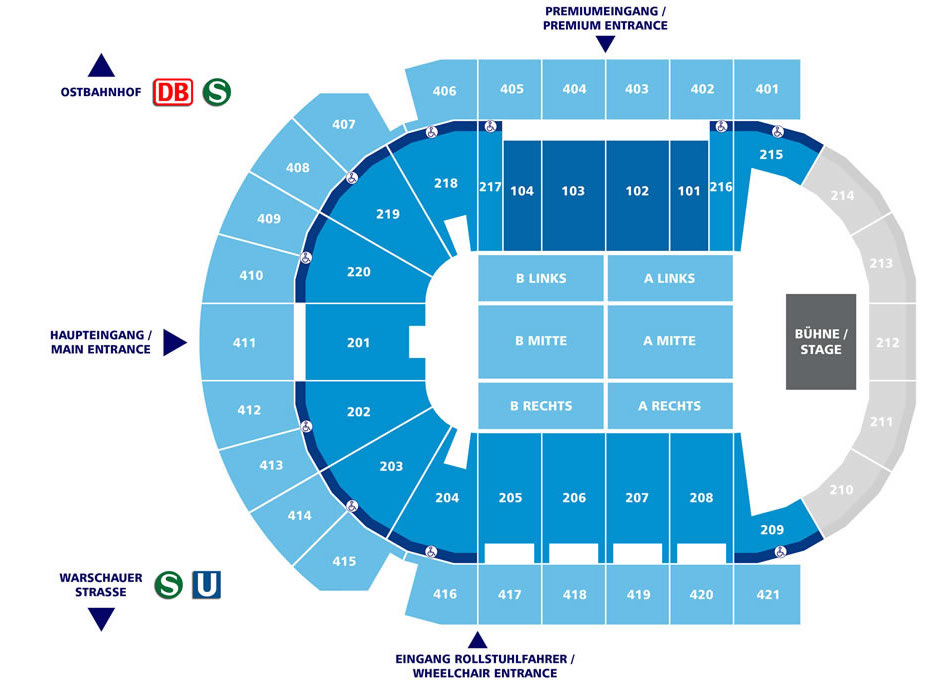 PREMIUMEINGANG /
PREMIUM ENTRANCE
OSTBAHNHOF DB S
406 405 404 403 402 401
407
408
409
410
411
412
413
414
415
218 217 104 103 102 101 216 215
219
220
201
202
203
204 205 206 207 208 209
214
213
212
211
210
B LINKS A LINKS
B MITTE A MITTE
B RECHTS A RECHTS
BÜHNE /
STAGE
HAUPTEINGANG /
MAIN ENTRANCE
WARSCHAUER
STRASSE
S U
416 417 418 419 420 421
EINGANG ROLLSTUHLFAHRER /
WHEELCHAIR ENTRANCE